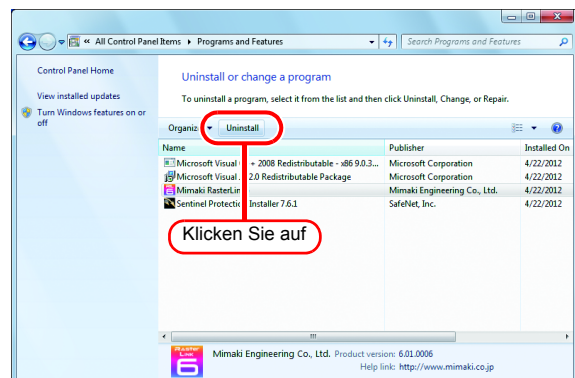 « All Control Panel Items ▸ Programs and Features
Search Programs and Features
Control Panel Home
View installed updates
Turn Windows features on or
off
Uninstall or change a program
To uninstall a program, select it from the list and then click Uninstall, Change, or Repair.
Organiz Uninstall
Name Publisher Installed On
Microsoft Visual + 2008 Redistributable - x86 9.0.3... Microsoft Corporation 4/22/2012
Microsoft Visual 2.0 Redistributable Package Microsoft Corporation 4/22/2012
Mimaki RasterLin Mimaki Engineering Co., Ltd. 4/22/2012
Sentinel Protectio Installer 7.6.1 SafeNet, Inc. 4/22/2012
Klicken Sie auf
RASTER
LINK
6
Mimaki Engineering Co., Ltd. Product version: 6.01.0006
Help link: http://www.mimaki.co.jp